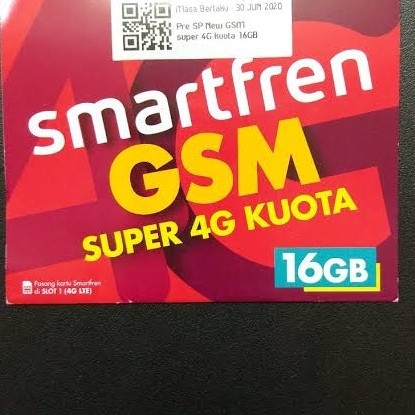 Masa Berlaku : 30 JUN 2020
Pre SP New GSM
super 4G kuota 16GB
smartfren
GSM
SUPER 4G KUOTA
16GB
Pasang kartu Smartfren
di SLOT 1 (4G LTE)